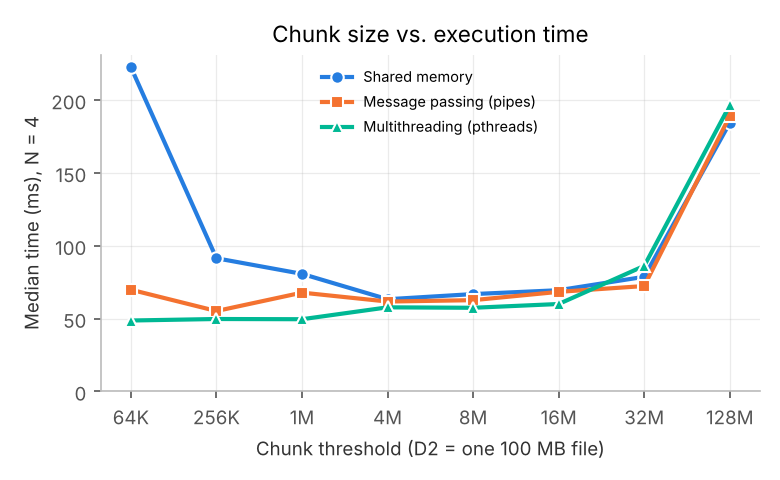 Chunk size vs. execution time
Shared memory
Message passing (pipes)
Multithreading (pthreads)
Median time (ms), N = 4
200
150
100
50
0
64K 256K 1M 4M 8M 16M 32M 128M
Chunk threshold (D2 = one 100 MB file)